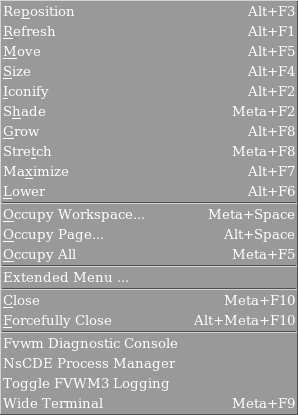 Reposition Alt+F3
Refresh Alt+F1
Move Alt+F5
Size Alt+F4
Iconify Alt+F2
Shade Meta+F2
Grow Alt+F8
Stretch Meta+F8
Maximize Alt+F7
Lower Alt+F6
Occupy Workspace... Meta+Space
Occupy Page... Alt+Space
Occupy All Meta+F5
Extended Menu ...
Close Meta+F10
Forcefully Close Alt+Meta+F10
Fvwm Diagnostic Console
NsCDE Process Manager
Toggle FVWM3 Logging
Wide Terminal Meta+F9